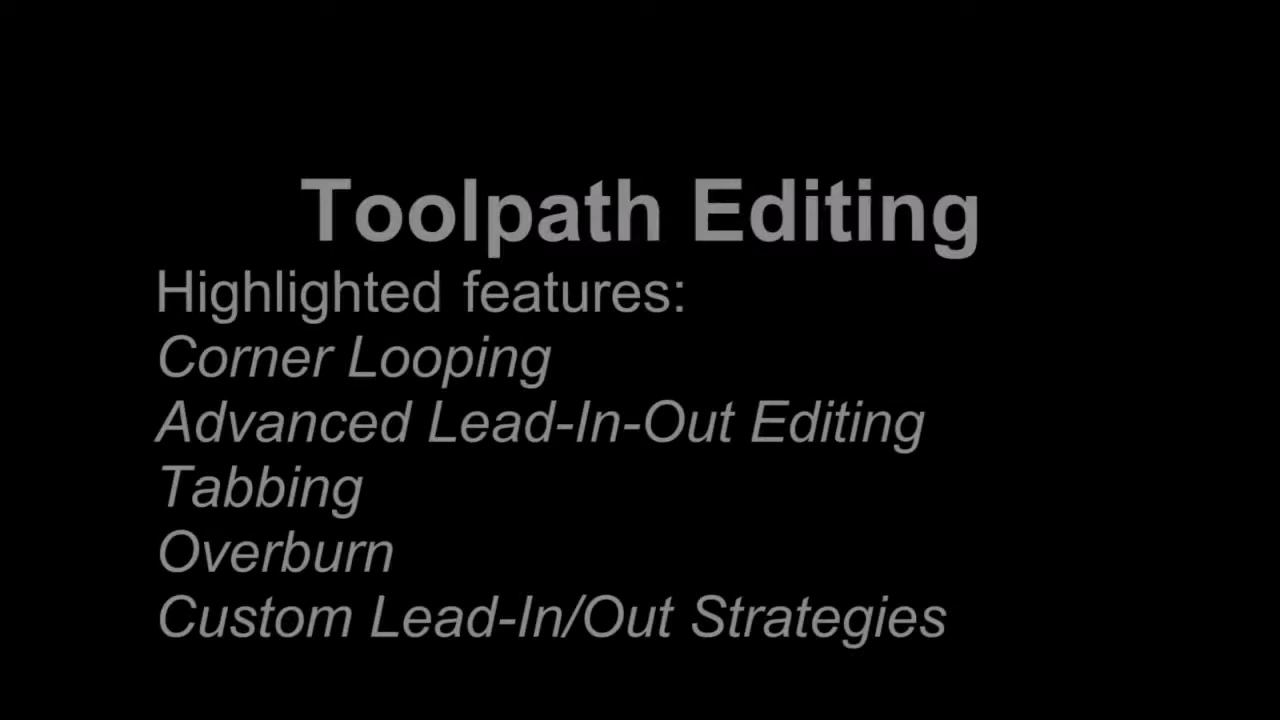 Toolpath Editing
Highlighted features:
Corner Looping
Advanced Lead-In-Out Editing
Tabbing
Overburn
Custom Lead-In/Out Strategies